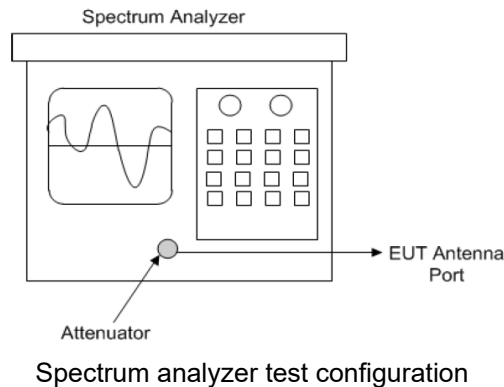 Spectrum Analyzer
EUT Antenna
Port
Attenuator
Spectrum analyzer test configuration